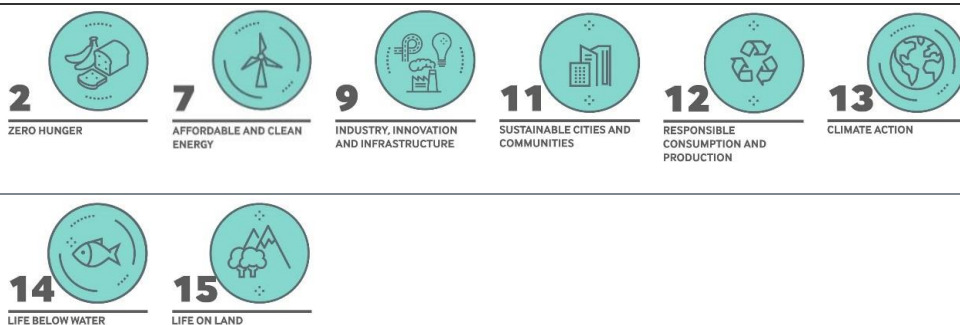 2
ZERO HUNGER
7
AFFORDABLE AND CLEAN
ENERGY
9
INDUSTRY, INNOVATION
AND INFRASTRUCTURE
11
SUSTAINABLE CITIES AND
COMMUNITIES
12
RESPONSIBLE
CONSUMPTION AND
PRODUCTION
13
CLIMATE ACTION
14
LIFE BELOW WATER
15
LIFE ON LAND